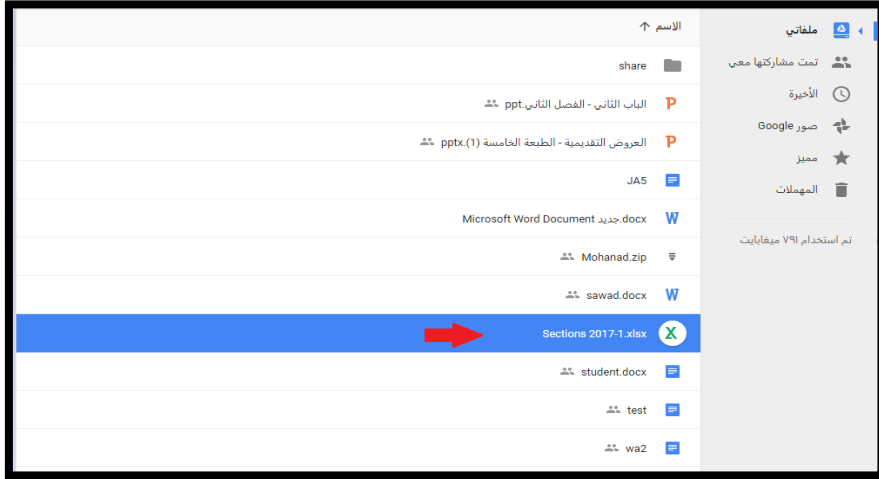 ملفاتي
تمت مشاركتها معي
الأخيرة
صور Google
مميز
المهملات
تم استخدام ٧٩١ ميغابايت
الاسم
share
الباب الثاني - الفصل الثاني.ppt
العروض التقديمية - الطبعة الخامسة (1).pptx
JA5
جديد Microsoft Word Document.docx
Mohanad.zip
sawad.docx
Sections 2017-1.xlsx
student.docx
test
wa2